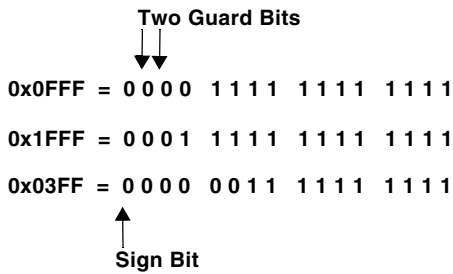 Two Guard Bits
0x0FFF = 0 0 0 0 1 1 1 1 1 1 1 1 1 1 1 1
0x1FFF = 0 0 0 1 1 1 1 1 1 1 1 1 1 1 1 1
0x03FF = 0 0 0 0 0 0 1 1 1 1 1 1 1 1 1 1
Sign Bit